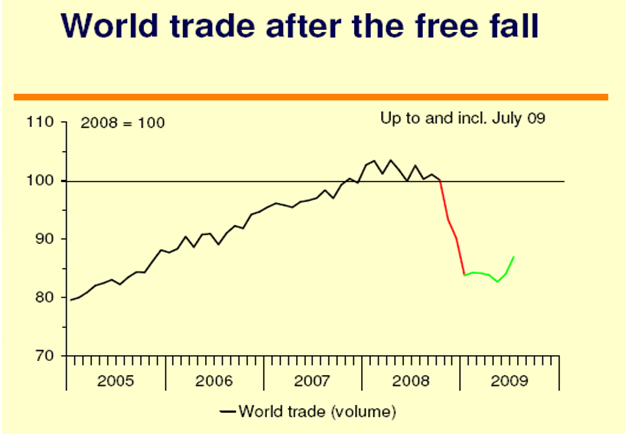 World trade after the free fall
2008 = 100
Up to and incl. July 09
110
100
90
80
70
2005 2006 2007 2008 2009
World trade (volume)